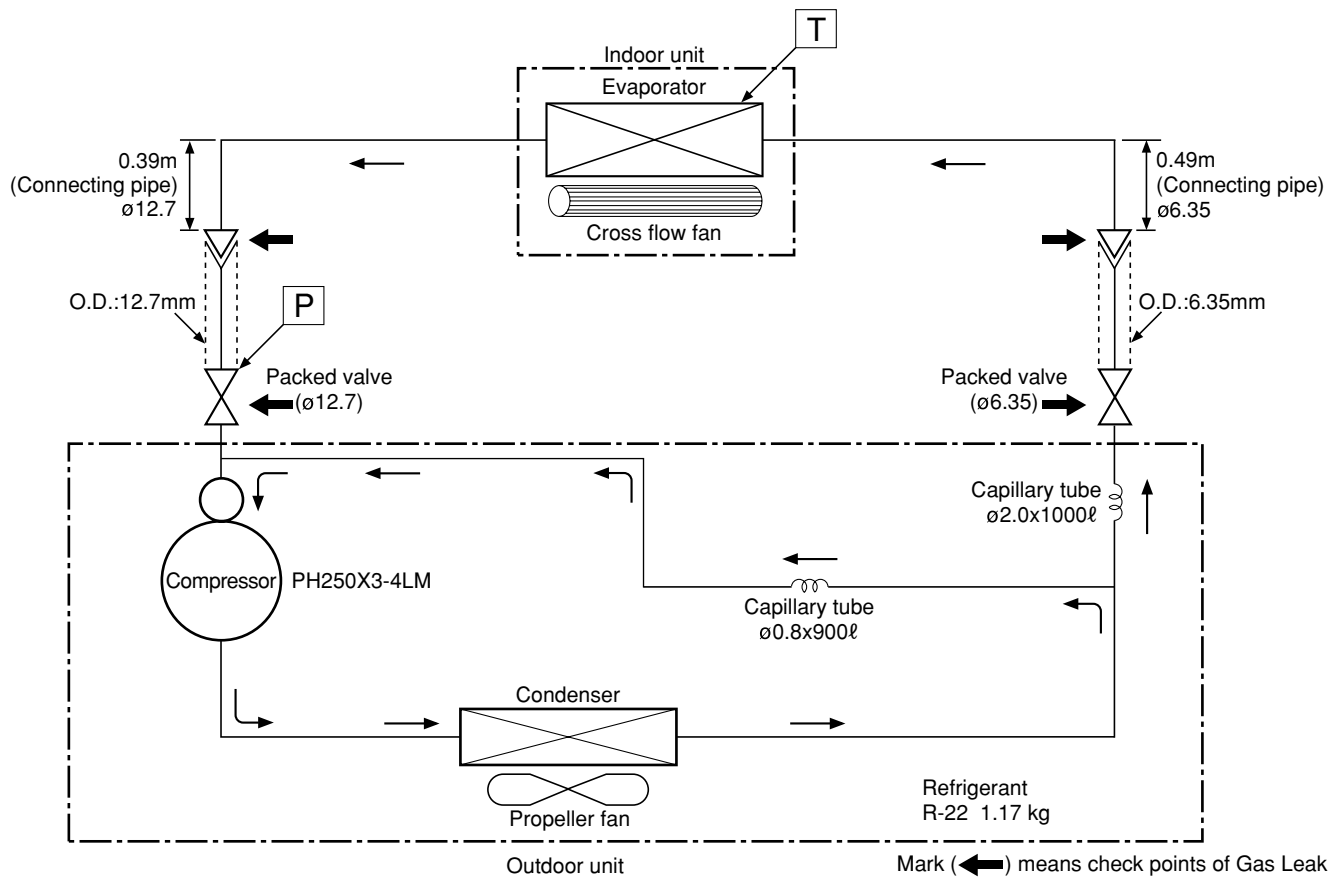 T
Indoor unit
Evaporator
0.39m
(Connecting pipe)
ø12.7
0.49m
(Connecting pipe)
ø6.35
Cross flow fan
O.D.:12.7mm
P
O.D.:6.35mm
Packed valve
(ø12.7)
Packed valve
(ø6.35)
Capillary tube
ø2.0x1000ℓ
Compressor
PH250X3-4LM
Capillary tube
ø0.8x900ℓ
Condenser
Propeller fan
Refrigerant
R-22 1.17 kg
Outdoor unit
Mark ( ) means check points of Gas Leak